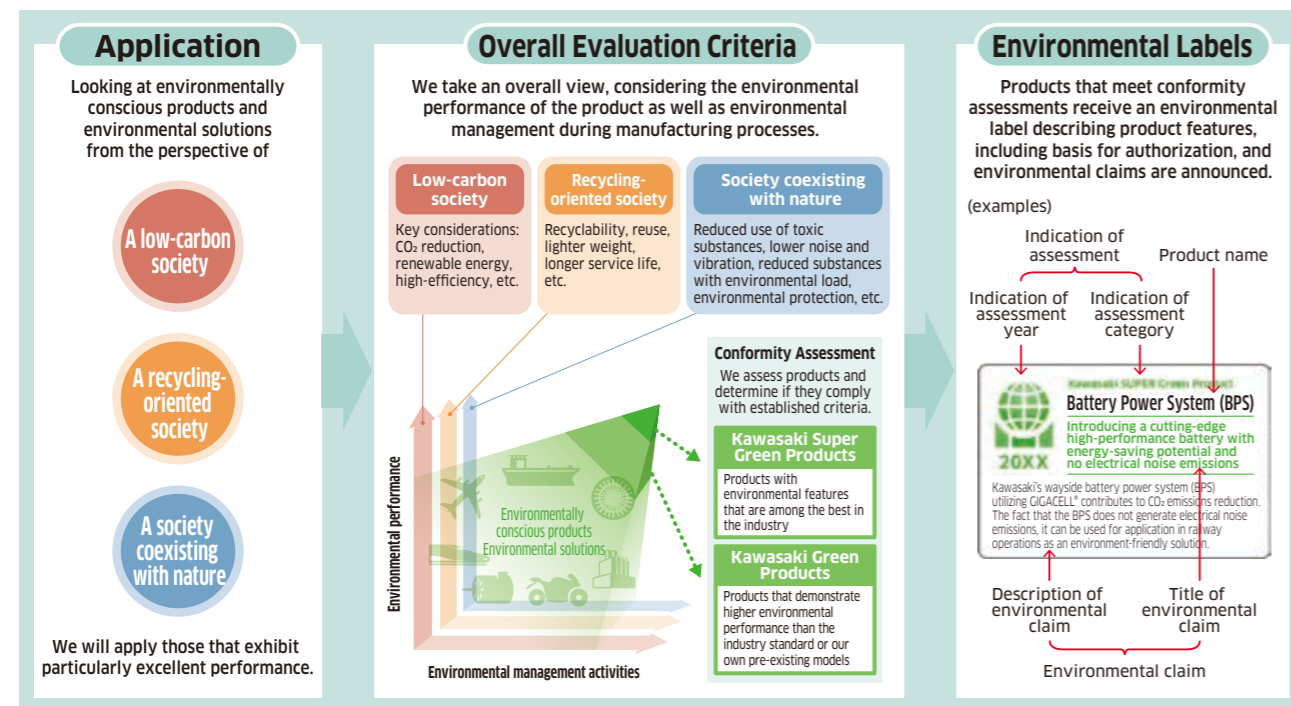 Application
Looking at environmentally
conscious products and
environmental solutions
from the perspective of
A low-carbon
society
A recycling-
oriented
society
A society
coexisting
with nature
We will apply those that exhibit
particularly excellent performance.
Overall Evaluation Criteria
We take an overall view, considering the environmental
performance of the product as well as environmental
management during manufacturing processes.
Low-carbon
society
Key considerations:
CO₂ reduction,
renewable energy,
high-efficiency, etc.
Recycling-
oriented society
Recyclability, reuse,
lighter weight,
longer service life,
etc.
Society coexisting
with nature
Reduced use of toxic
substances, lower noise and
vibration, reduced substances
with environmental load,
environmental protection, etc.
Environmental performance
Environmentally
conscious products
Environmental solutions
Environmental management activities
Conformity Assessment
We assess products and
determine if they comply
with established criteria.
Kawasaki Super
Green Products
Products with
environmental features
that are among the best in
the industry
Kawasaki Green
Products
Products that demonstrate
higher environmental
performance than the
industry standard or our
own pre-existing models
Environmental Labels
Products that meet conformity
assessments receive an environmental
label describing product features,
including basis for authorization, and
environmental claims are announced.
(examples)
Indication of
assessment
Product name
Indication of
assessment
year
Indication of
assessment
category
Kawasaki SUPER Green Product
Battery Power System (BPS)
Introducing a cutting-edge
high-performance battery with
energy-saving potential and
no electrical noise emissions
20XX
Kawasaki's wayside battery power system (BPS)
utilizing GIGACELL® contributes to CO₂ emissions reduction.
The fact that the BPS does not generate electrical noise
emissions, it can be used for application in railway
operations as an environment-friendly solution.
Description of
environmental
claim
Title of
environmental
claim
Environmental claim